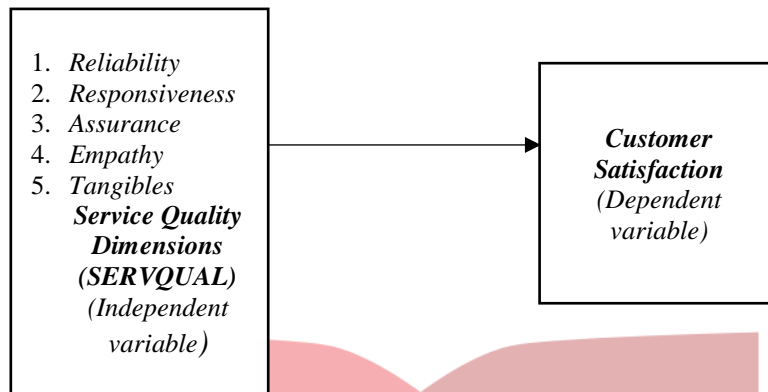 1. Reliability
2. Responsiveness
3. Assurance
4. Empathy
5. Tangibles
Service Quality
Dimensions
(SERVQUAL)
(Independent
variable)
Customer
Satisfaction
(Dependent
variable)